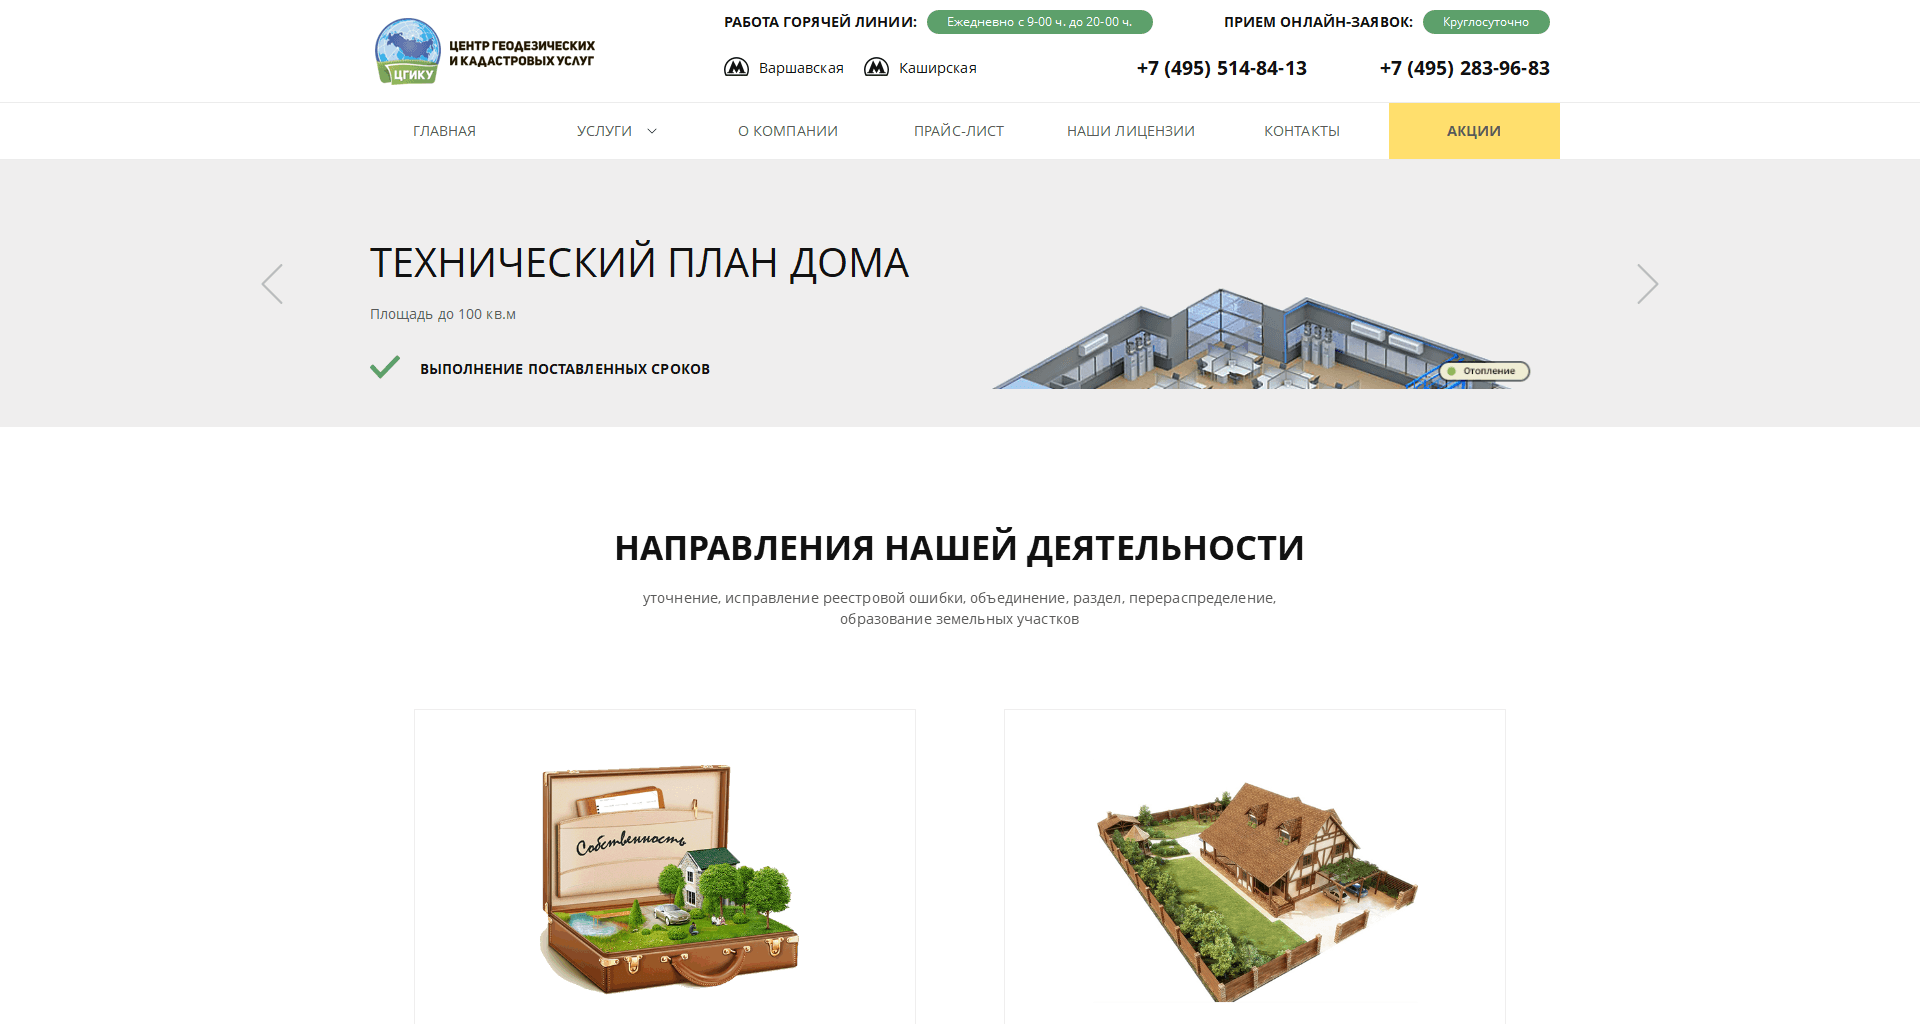 ЦЕНТР ГЕОДЕЗИЧЕСКИХ
И КАДАСТРОВЫХ УСЛУГ
ЦГИКУ
РАБОТА ГОРЯЧЕЙ ЛИНИИ: Ежедневно с 9-00 ч. до 20-00 ч.
ПРИЕМ ОНЛАЙН-ЗАЯВОК: Круглосуточно
Варшавская Каширская
+7 (495) 514-84-13 +7 (495) 283-96-83
ГЛАВНАЯ УСЛУГИ О КОМПАНИИ ПРАЙС-ЛИСТ НАШИ ЛИЦЕНЗИИ КОНТАКТЫ АКЦИИ
ТЕХНИЧЕСКИЙ ПЛАН ДОМА
Площадь до 100 кв.м
ВЫПОЛНЕНИЕ ПОСТАВЛЕННЫХ СРОКОВ
Отопление
НАПРАВЛЕНИЯ НАШЕЙ ДЕЯТЕЛЬНОСТИ
уточнение, исправление реестровой ошибки, объединение, раздел, перераспределение,
образование земельных участков
Собственность